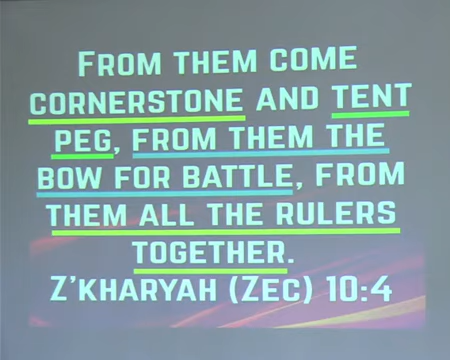 From them come
cornerstone and tent
peg, from them the
bow for battle, from
them all the rulers
together.
Z'kharyah (Zec) 10:4